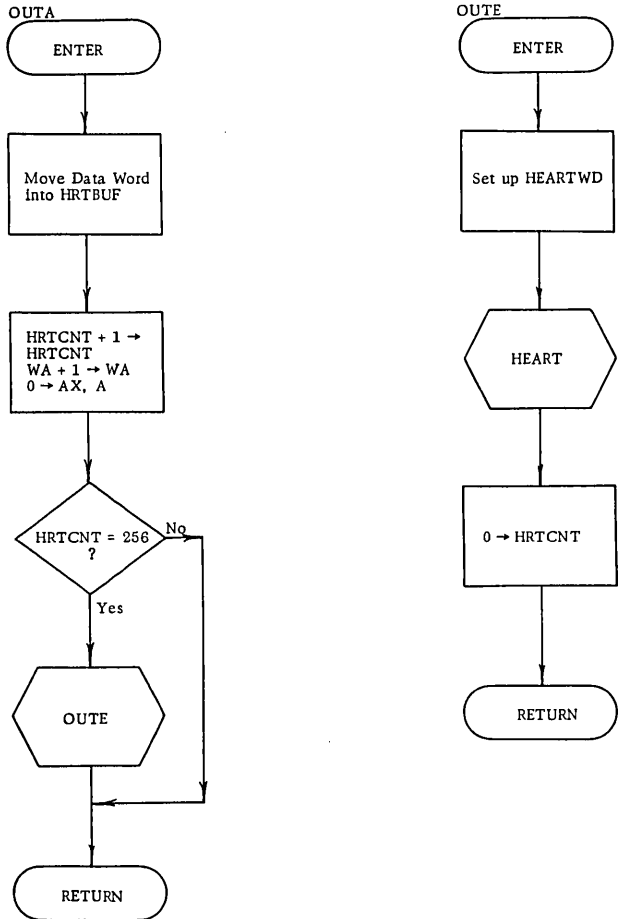 OUTA
ENTER
Move Data Word
into HRTBUF
HRTCNT + 1 →
HRTCNT
WA + 1 → WA
0 → AX, A
HRTCNT = 256
?
No
Yes
OUTE
RETURN
OUTE
ENTER
Set up HEARTWD
HEART
0 → HRTCNT
RETURN